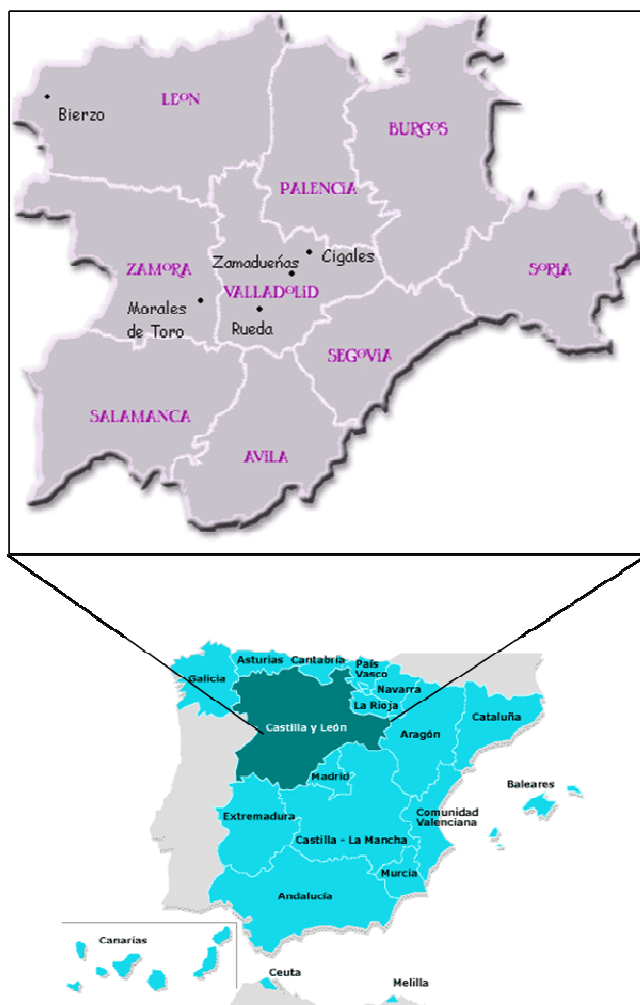 LEON
Bierzo
BURGOS
PALENCIA
ZAMORA
Zamadueñas
Cigales
SORIA
VALLADOLID
Morales
de Toro
Rueda
SEGOVIA
SALAMANCA
AVILA
Asturias
Cantabria
País
Vasco
Galicia
Navarra
La Rioja
Castilla y León
Cataluña
Aragón
Madrid
Baleares
Extremadura
Comunidad
Valenciana
Castilla - La Mancha
Murcia
Andalucía
Canarias
Ceuta
Melilla